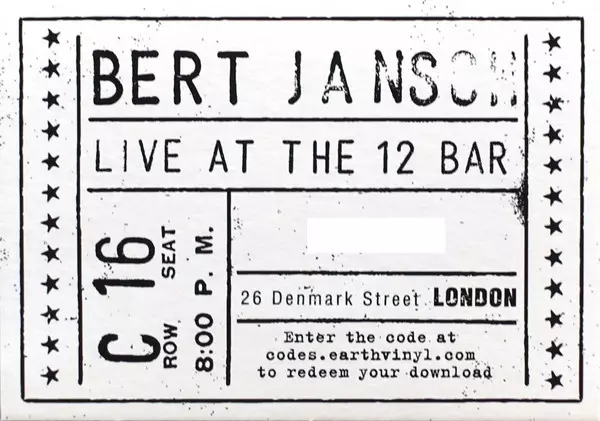 BERT JANSCH
LIVE AT THE 12 BAR
C 16
ROW SEAT
8:00 P. M.
26 Denmark Street LONDON
Enter the code at
codes.earthvinyl.com
to redeem your download